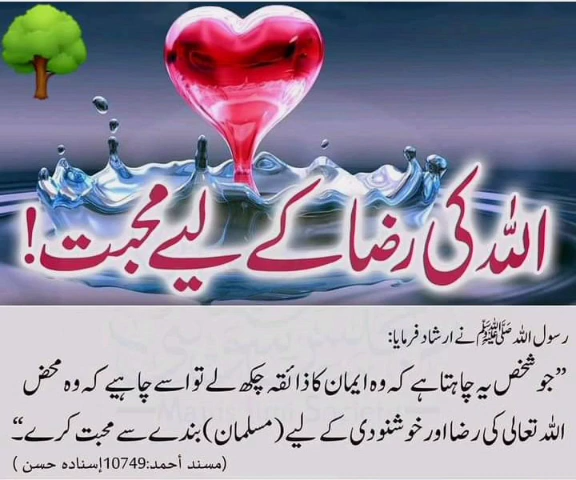 اللہ کی رضا کے لیے محبت!
رسول اللہ ﷺ نے ارشاد فرمایا:
”جو شخص یہ چاہتا ہے کہ وہ ایمان کا ذائقہ چکھ لے تو اسے چاہیے کہ وہ محض
اللہ تعالی کی رضا اور خوشنودی کے لیے (مسلمان) بندے سے محبت کرے۔“
(مسند أحمد:10749إسناده حسن)